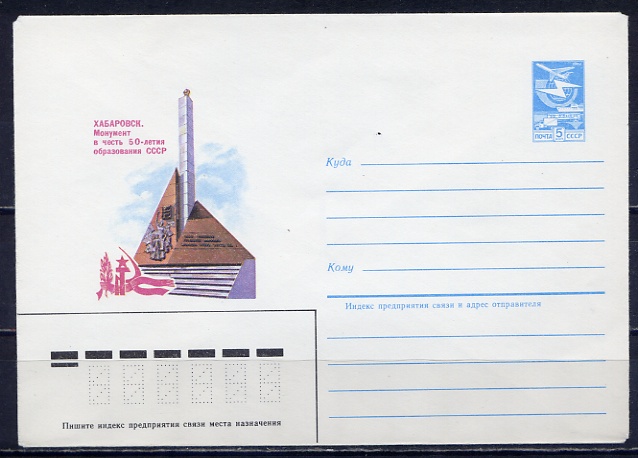 ХАБАРОВСК.
Монумент
в честь 50-летия
образования СССР
ПОЧТА 5 СССР
Куда
Кому
Индекс предприятия связи и адрес отправителя
Пишите индекс предприятия связи места назначения